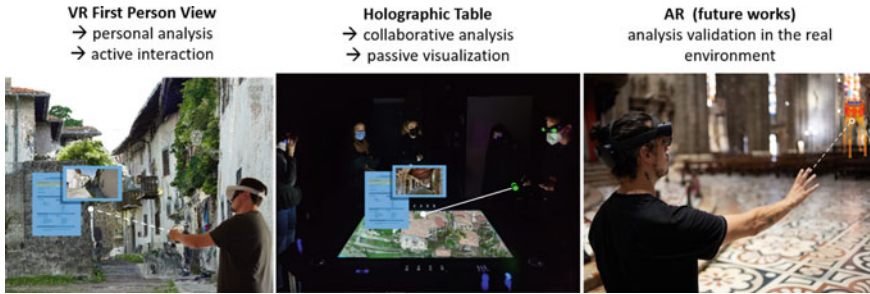 VR First Person View
→ personal analysis
→ active interaction
Holographic Table
→ collaborative analysis
→ passive visualization
AR (future works)
analysis validation in the real
environment